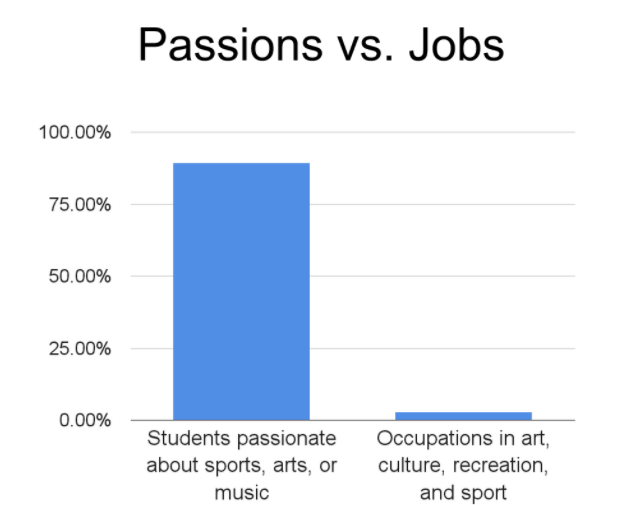 Passions vs. Jobs
100.00%
75.00%
50.00%
25.00%
0.00%
Students passionate
about sports, arts, or
music
Occupations in art,
culture, recreation,
and sport